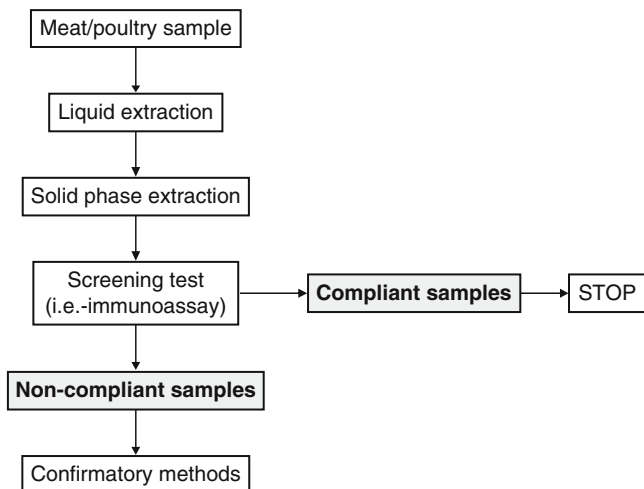 Meat/poultry sample
Liquid extraction
Solid phase extraction
Screening test
(i.e.-immunoassay)
Compliant samples
STOP
Non-compliant samples
Confirmatory methods